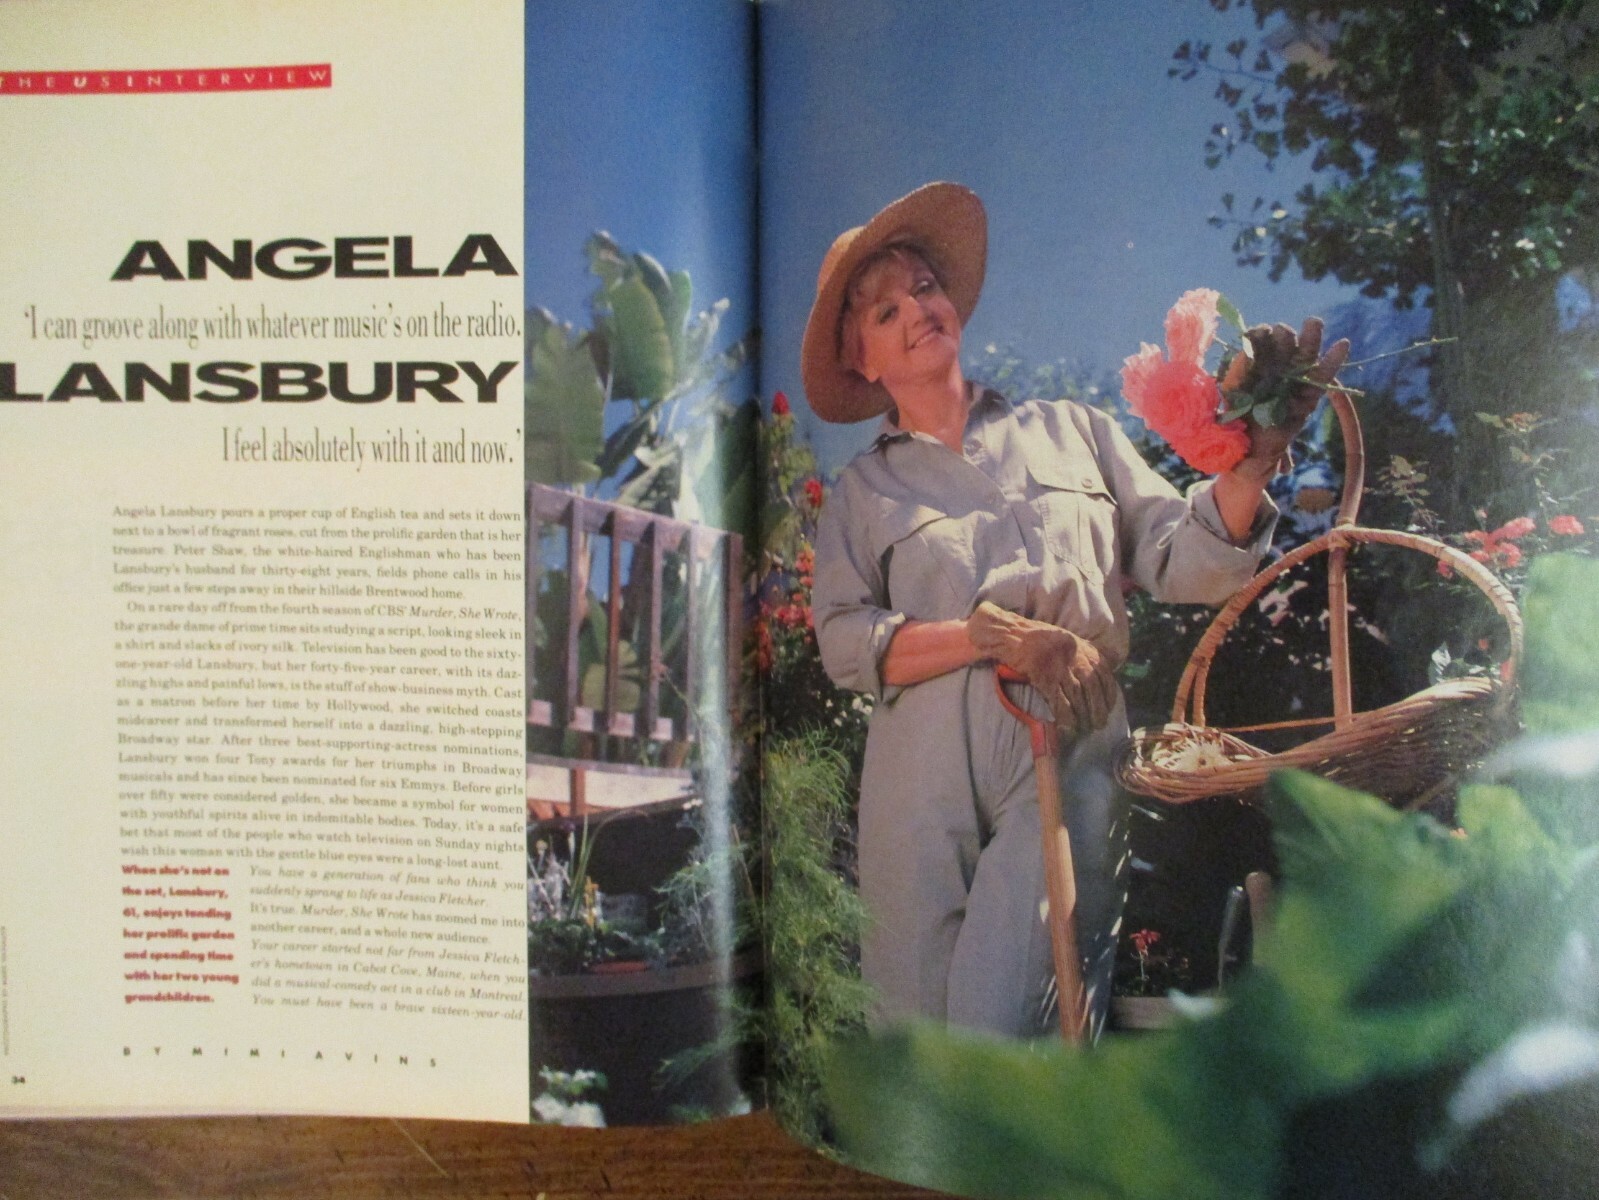 THE US INTERVIEW
ANGELA
'I can groove along with whatever music's on the radio.
LANSBURY
I feel absolutely with it and now.'
Angela Lansbury pours a proper cup of English tea and sets it down
next to a bowl of fragrant roses, cut from the prolific garden that is her
treasure. Peter Shaw, the white-haired Englishman who has been
Lansbury's husband for thirty-eight years, fields phone calls in his
office just a few steps away in their hillside Brentwood home.
On a rare day off from the fourth season of CBS' Murder, She Wrote,
the grande dame of prime time sits studying a script, looking sleek in
a shirt and slacks of ivory silk. Television has been good to the sixty-
one-year-old Lansbury, but her forty-five-year career, with its daz-
zling highs and painful lows, is the stuff of show-business myth. Cast
as a matron before her time by Hollywood, she switched coasts
midcareer and transformed herself into a dazzling, high-stepping
Broadway star. After three best-supporting-actress nominations,
Lansbury won four Tony awards for her triumphs in Broadway
musicals and has since been nominated for six Emmys. Before girls
over fifty were considered golden, she became a symbol for women
with youthful spirits alive in indomitable bodies. Today, it's a safe
bet that most of the people who watch television on Sunday nights
wish this woman with the gentle blue eyes were a long-lost aunt.
You have a generation of fans who think you
suddenly sprang to life as Jessica Fletcher.
It's true. Murder, She Wrote has zoomed me into
another career, and a whole new audience.
Your career started not far from Jessica Fletch-
er's hometown in Cabot Cove, Maine, when you
did a musical-comedy act in a club in Montreal.
You must have been a brave sixteen-year-old.
When she's not on
the set, Lansbury,
61, enjoys tending
her prolific garden
and spending time
with her two young
grandchildren.
BY MIMI AVINS
34